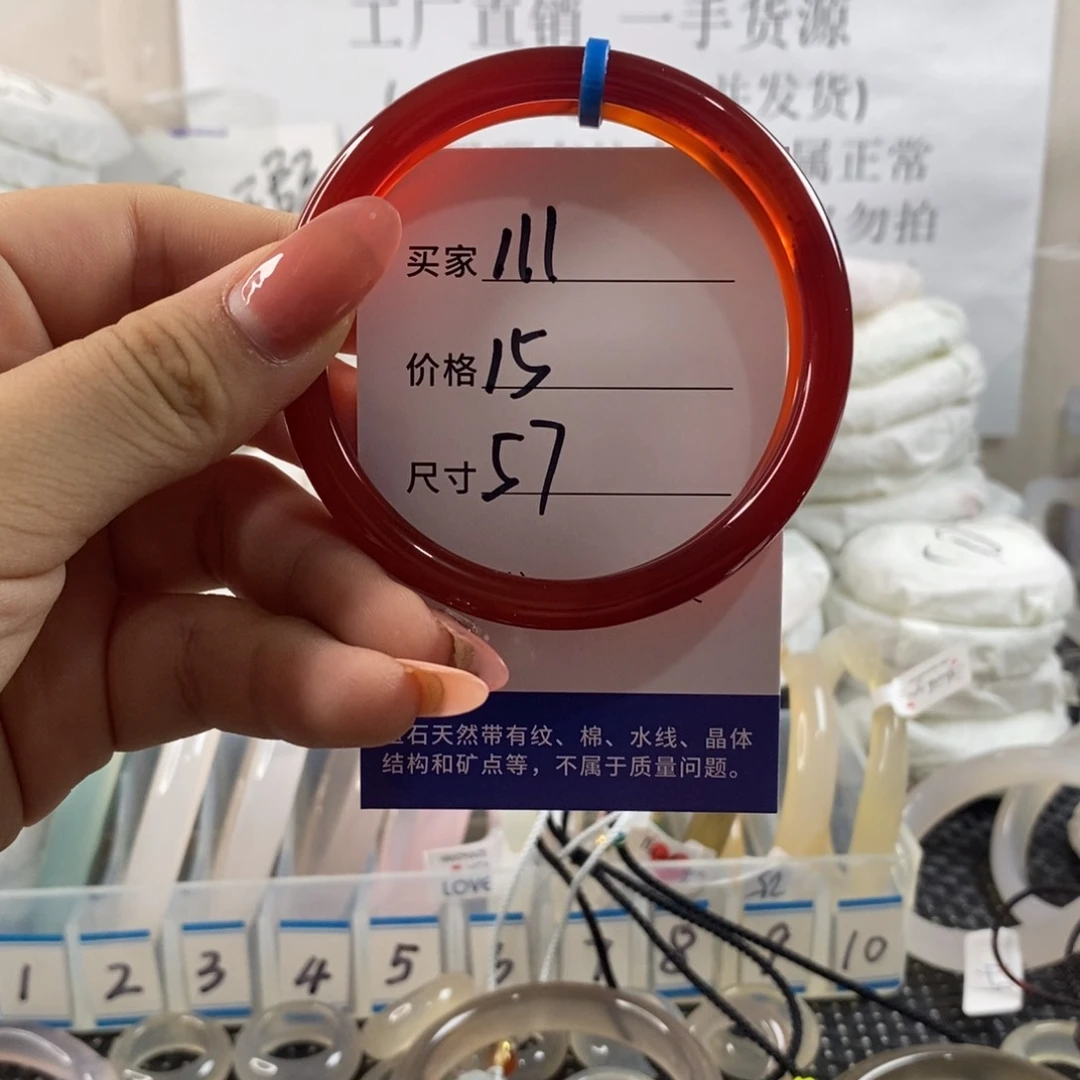 工厂直销 一手货源
发货)
属正常
勿拍
买家 111
价格 15
尺寸 57
石天然带有纹、棉、水线、晶体
结构和矿点等，不属于质量问题。
LOVE
52
1 2 3 4 5 8 9 10